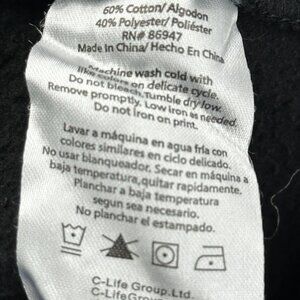 60% Cotton/ Algodon
40% Polyester/ Poliéster
RN# 86947
Made In China/ Hecho En China
Machine wash cold with
like colors on delicate cycle.
Do not bleach. Tumble dry low.
Remove promptly. Low iron as needed.
Do not iron on print.
Lavar a máquina en agua fría con
colores similares en ciclo delicado.
No usar blanqueador. Secar en máquina a
baja temperatura, quitar rapidamente.
Planchar a baja temperatura
segun sea necesario.
No planchar el estampado.
C-Life Group.Ltd.
C-Life Group